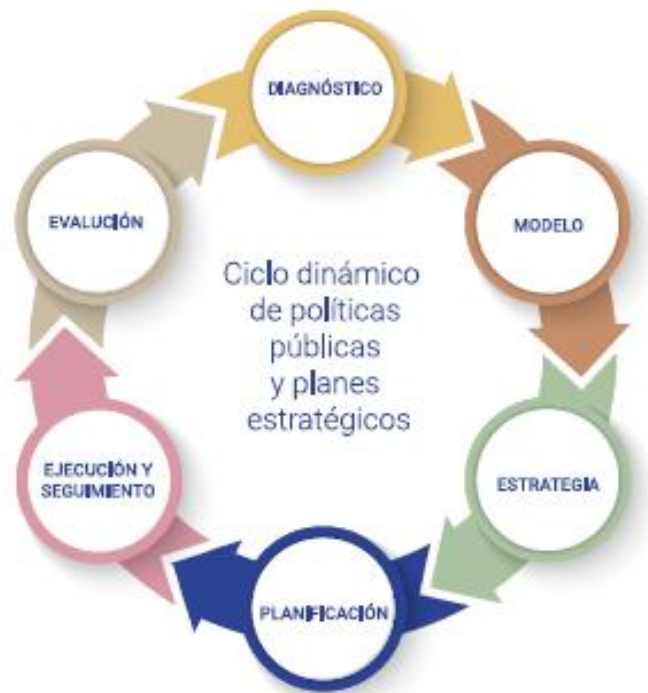 DIAGNÓSTICO
MODELO
ESTRATEGIA
PLANIFICACIÓN
EJECUCIÓN Y
SEGUIMIENTO
EVALUCIÓN
Ciclo dinámico
de políticas
públicas
y planes
estratégicos